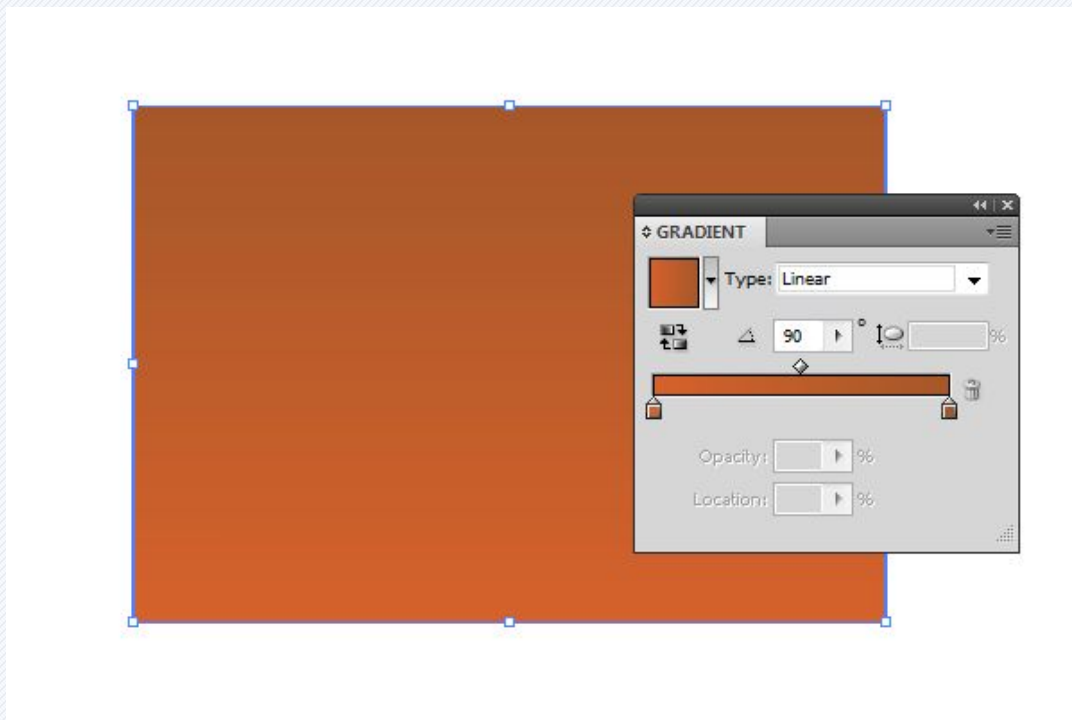 GRADIENT
Type: Linear
90 ° %
Opacity: %
Location: %